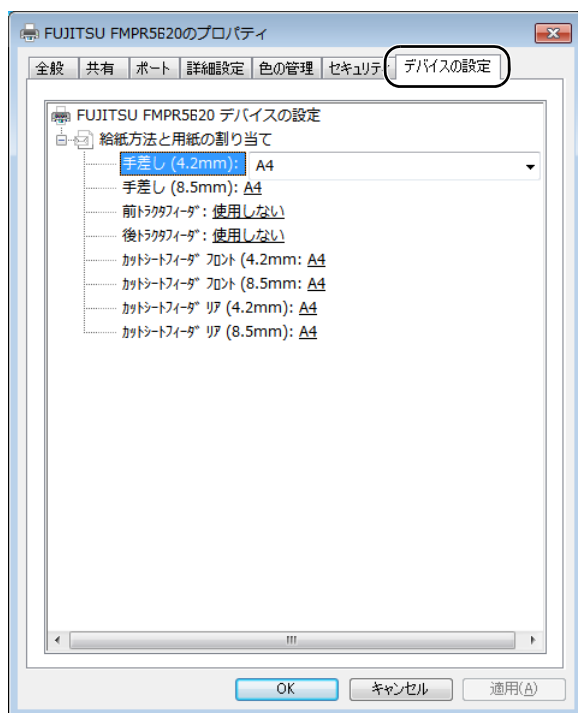 FUJITSU FMPR5620のプロパティ
全般 共有 ポート 詳細設定 色の管理 セキュリティ デバイスの設定
FUJITSU FMPR5620 デバイスの設定
給紙方法と用紙の割り当て
手差し (4.2mm): A4
手差し (8.5mm): A4
前ﾄﾗｸﾀﾌｨｰﾀﾞ: 使用しない
後ﾄﾗｸﾀﾌｨｰﾀﾞ: 使用しない
ｶｯﾄｼｰﾄﾌｨｰﾀﾞ ﾌﾛﾝﾄ (4.2mm: A4
ｶｯﾄｼｰﾄﾌｨｰﾀﾞ ﾌﾛﾝﾄ (8.5mm: A4
ｶｯﾄｼｰﾄﾌｨｰﾀﾞ ﾘｱ (4.2mm): A4
ｶｯﾄｼｰﾄﾌｨｰﾀﾞ ﾘｱ (8.5mm): A4
OK キャンセル 適用(A)